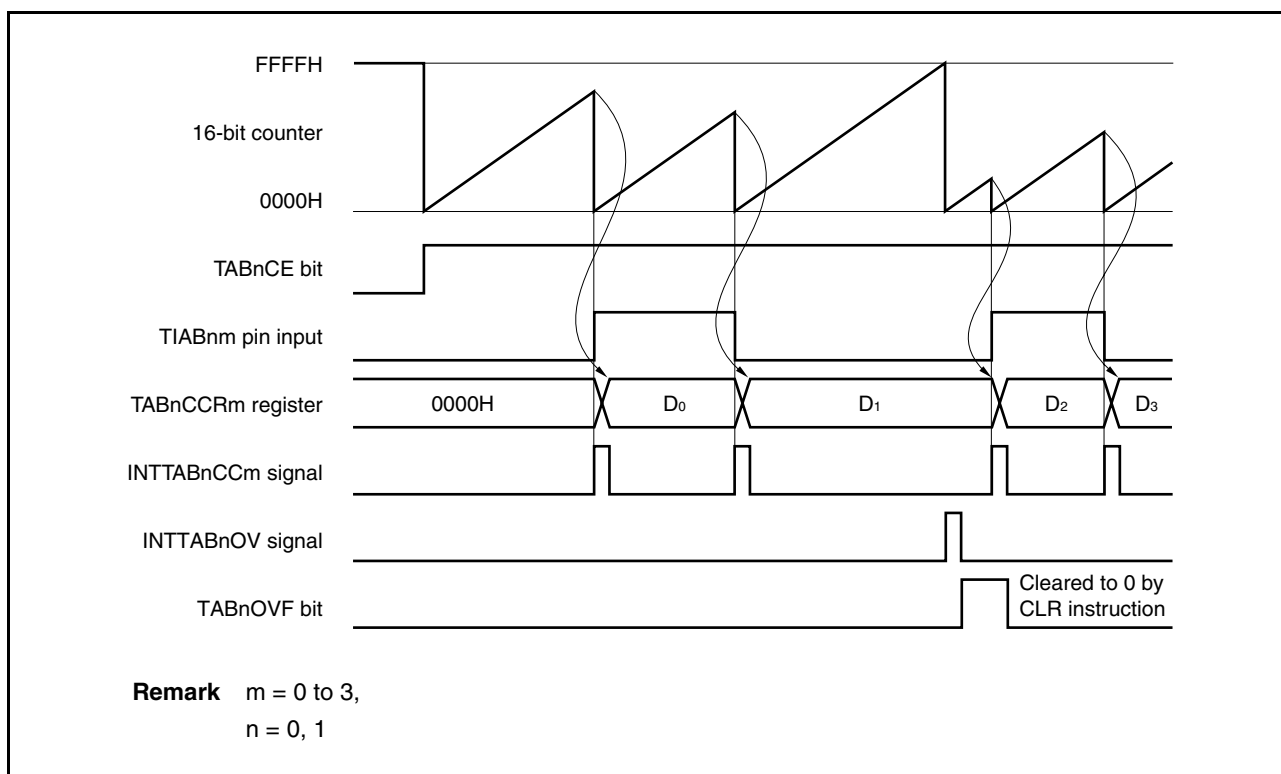 FFFFH
16-bit counter
0000H
TABnCE bit
TIABnm pin input
TABnCCRm register
0000H D0 D1 D2 D3
INTTABnCCm signal
INTTABnOV signal
TABnOVF bit
Cleared to 0 by
CLR instruction
Remark m = 0 to 3,
n = 0, 1